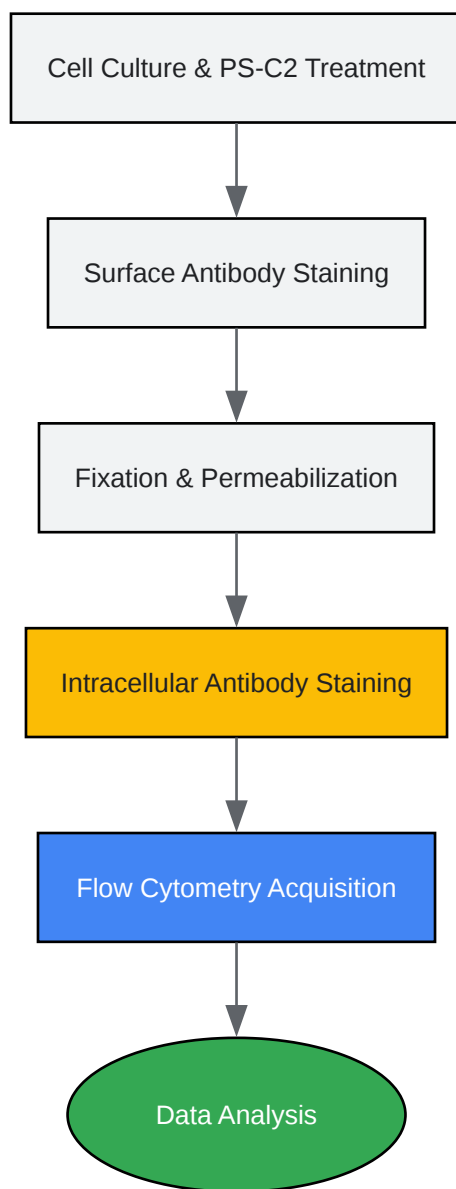 Cell Culture & PS-C2 Treatment
Surface Antibody Staining
Fixation & Permeabilization
Intracellular Antibody Staining
Flow Cytometry Acquisition
Data Analysis